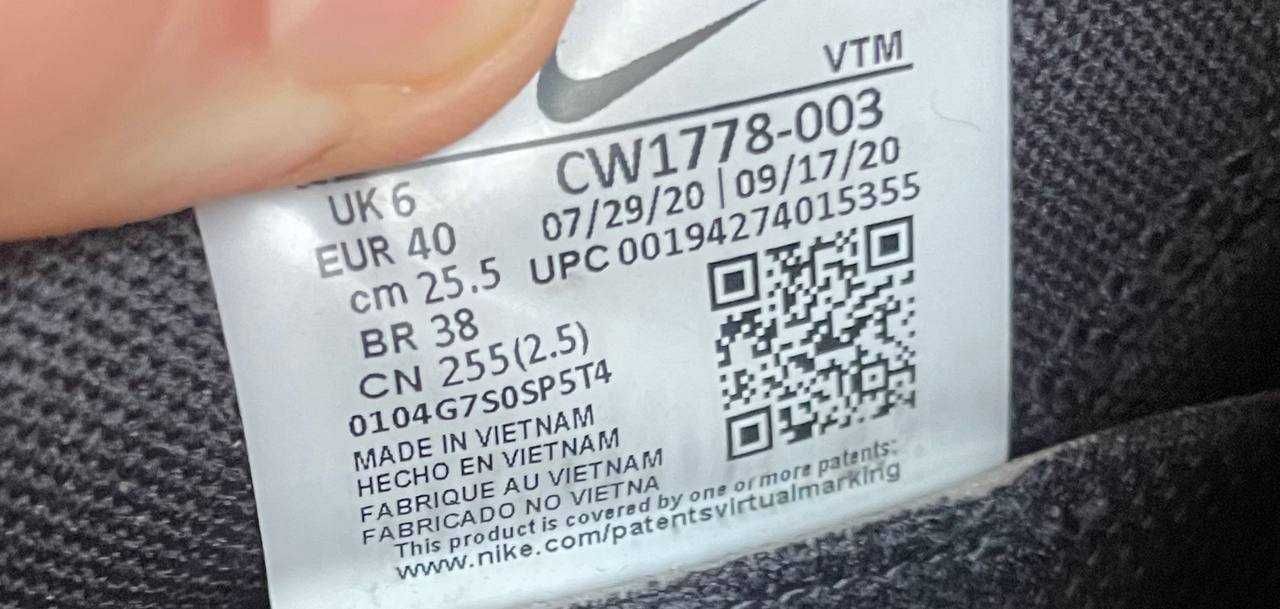 VTM
CW1778-003
07/29/20 | 09/17/20
UPC 00194274015355
UK 6
EUR 40
cm 25.5
BR 38
CN 255(2.5)
0104G7S0SP5T4
MADE IN VIETNAM
HECHO EN VIETNAM
FABRIQUE AU VIETNAM
FABRICADO NO VIETNA
This product is covered by one or more patents:
www.nike.com/patentsvirtualmarking